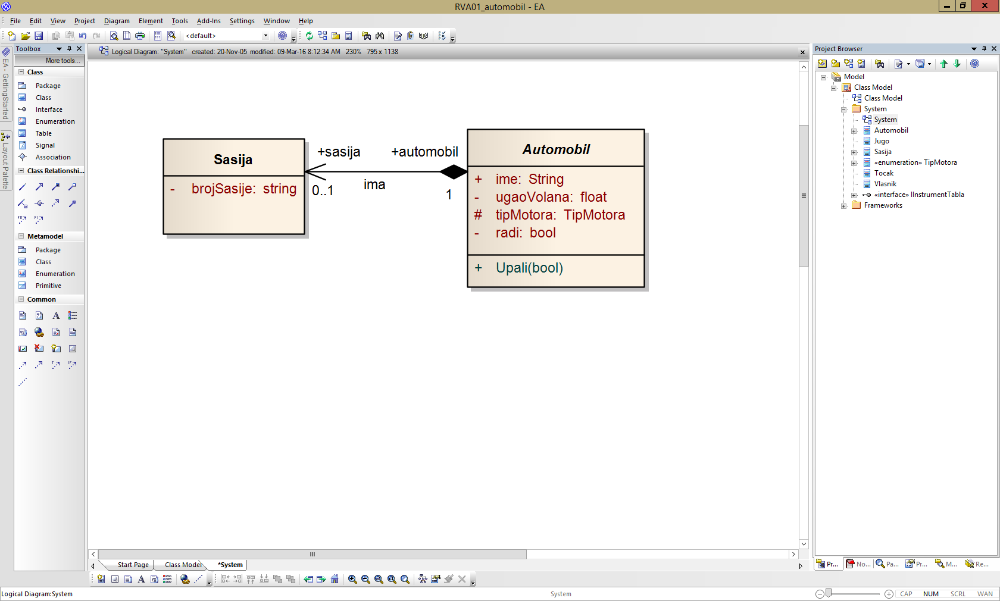 RVA01_automobil - EA
File Edit View Project Diagram Element Tools Add-Ins Settings Window Help
<default>
EA - GettingStarted
Layout Palette
Toolbox
More tools...
Class
Package
Class
Interface
Enumeration
Table
Signal
Association
Class Relationshi...
Metamodel
Package
Class
Enumeration
Primitive
Common
Logical Diagram: "System" created: 20-Nov-05 modified: 09-Mar-16 8:12:34 AM 230% 795 x 1138
Sasija
- brojSasije: string
+sasija
0..1
ima
+automobil
1
Automobil
+ ime: String
- ugaoVolana: float
# tipMotora: TipMotora
- radi: bool
+ Upali(bool)
Start Page Class Model *System
Project Browser
Model
Class Model
Class Model
System
System
Automobil
Jugo
Sasija
«enumeration» TipMotora
Tocak
Vlasnik
«interface» IInstrumentTabla
Frameworks
Pr... No... Pa... Pr... M... Re...
Logical Diagram:System
System
CAP NUM SCRL WAN